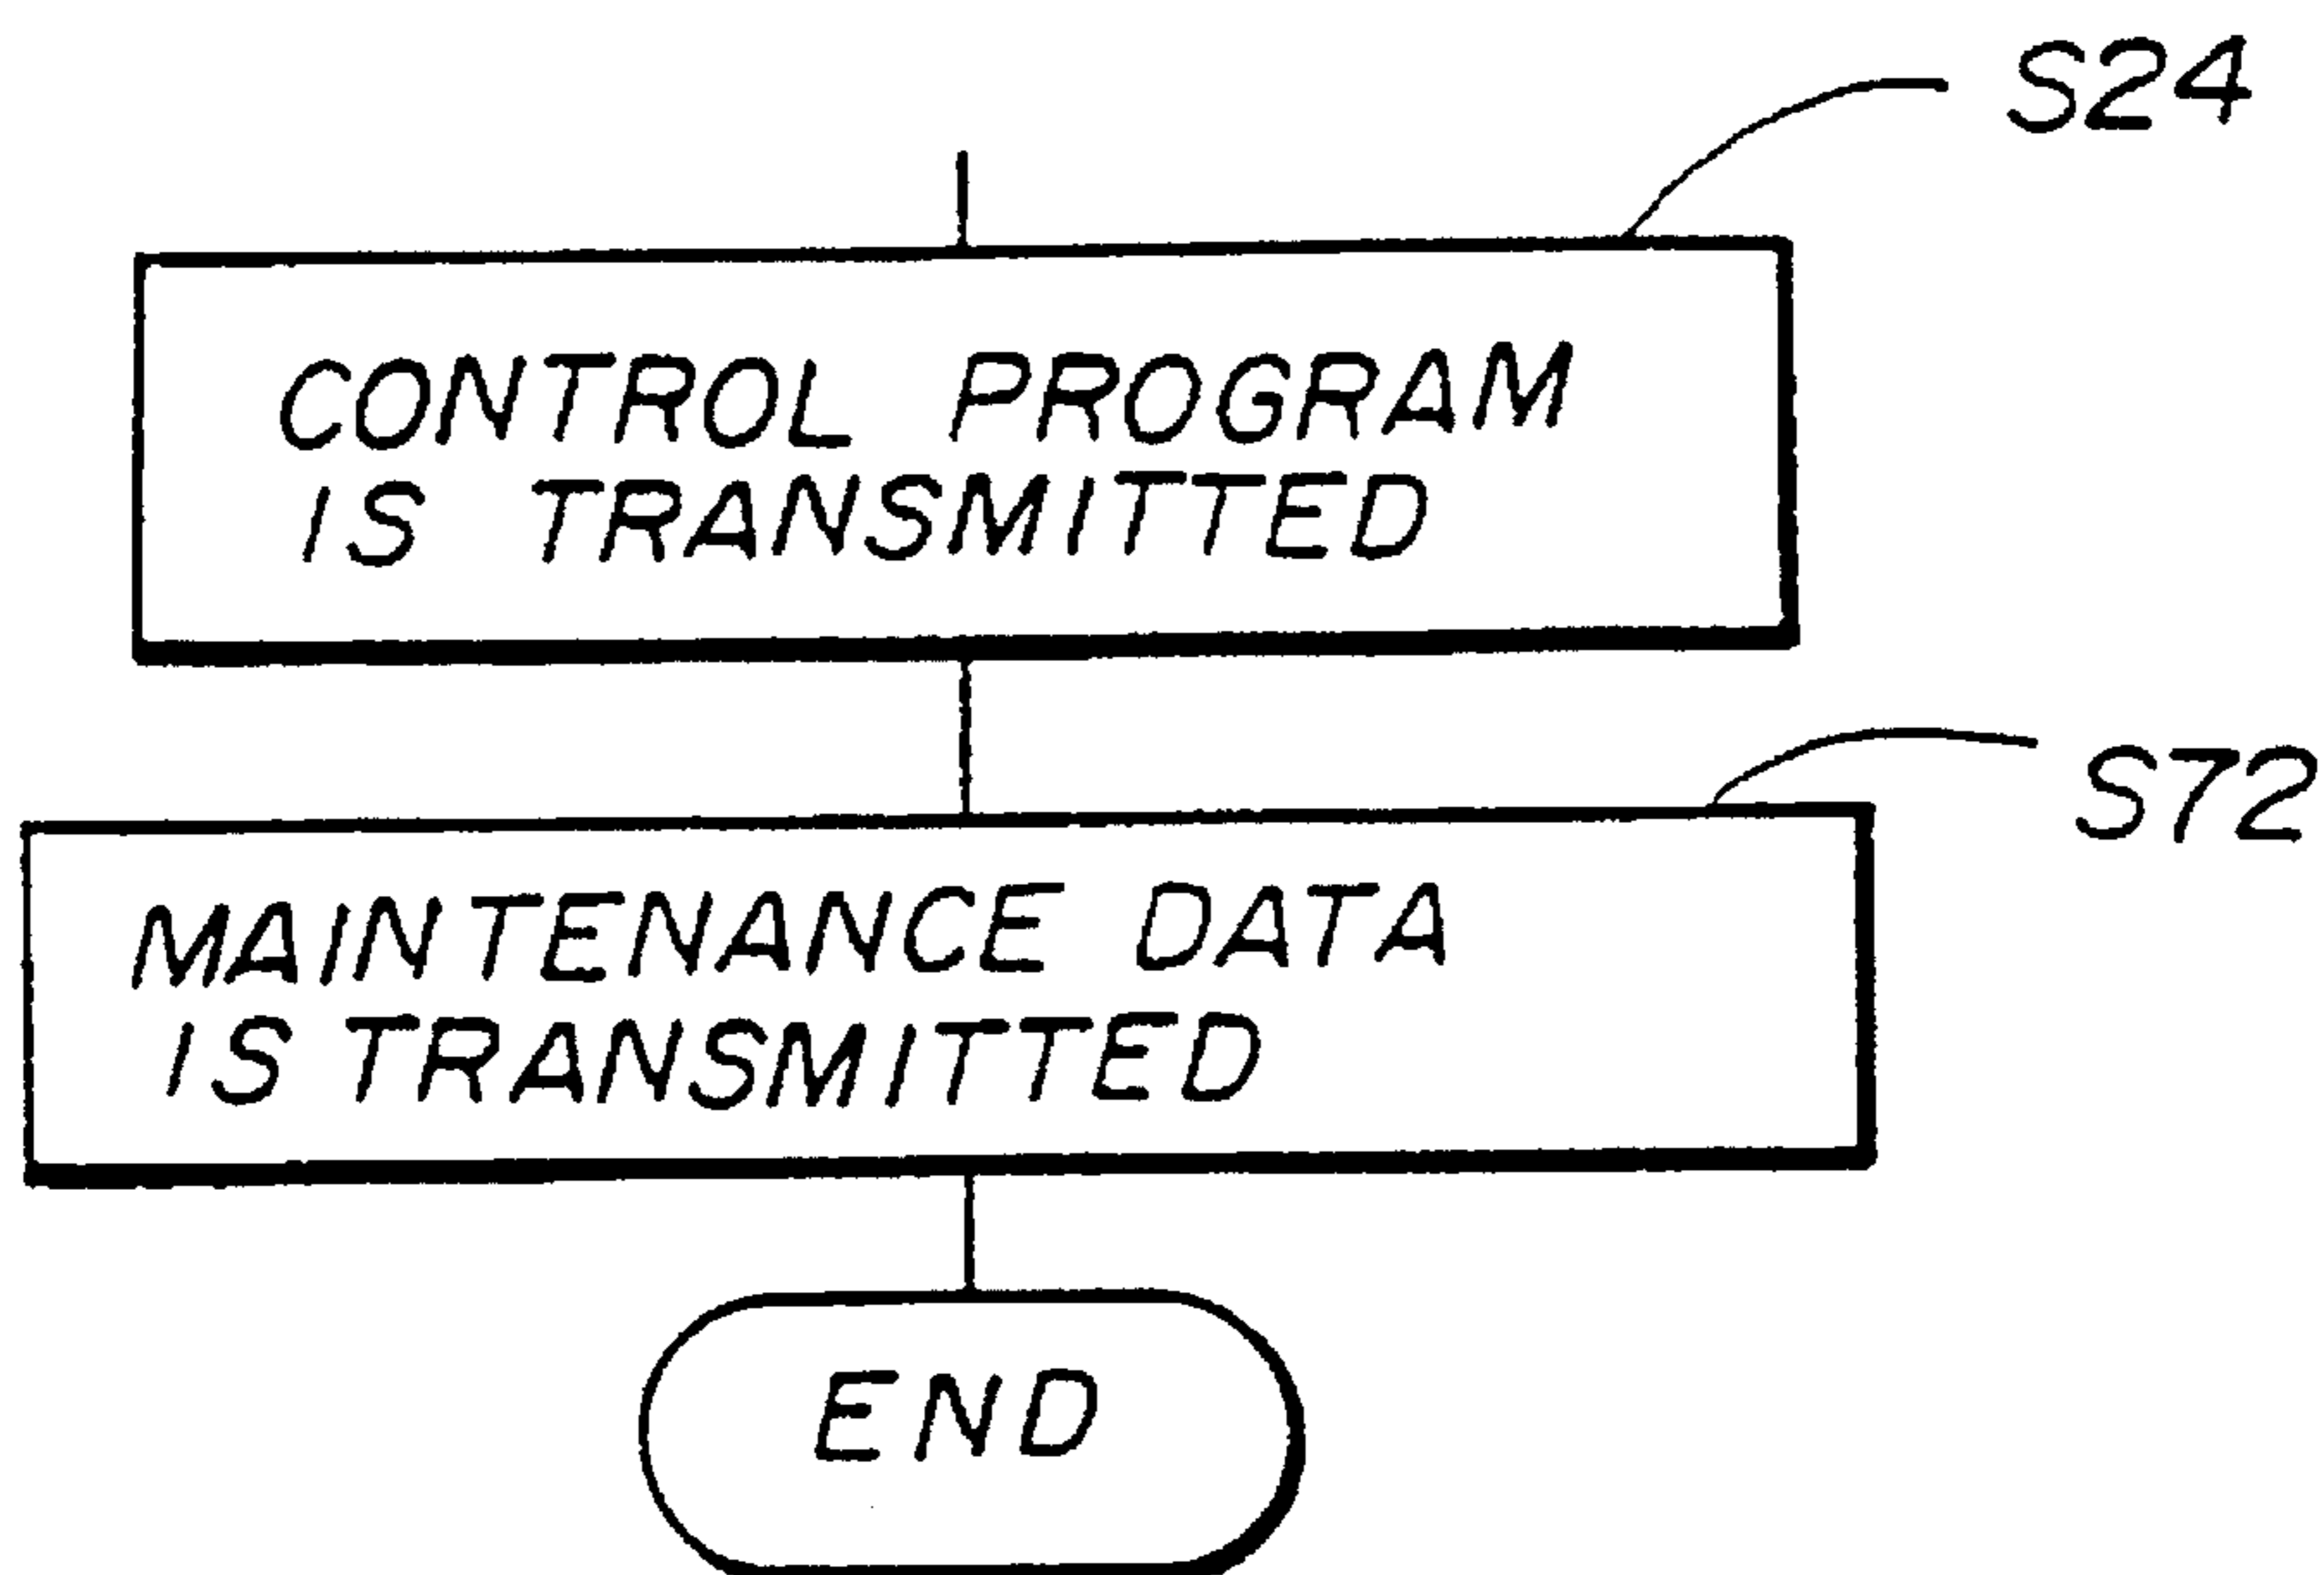 S24
CONTROL PROGRAM
IS TRANSMITTED
S72
MAINTENANCE DATA
IS TRANSMITTED
END